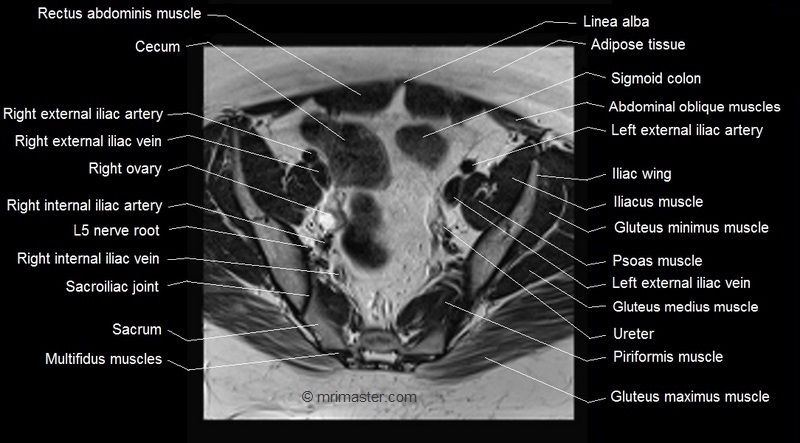 Rectus abdominis muscle
Cecum
Right external iliac artery
Right external iliac vein
Right ovary
Right internal iliac artery
L5 nerve root
Right internal iliac vein
Sacroiliac joint
Sacrum
Multifidus muscles
Linea alba
Adipose tissue
Sigmoid colon
Abdominal oblique muscles
Left external iliac artery
Iliac wing
Iliacus muscle
Gluteus minimus muscle
Psoas muscle
Left external iliac vein
Gluteus medius muscle
Ureter
Piriformis muscle
Gluteus maximus muscle
© mrimaster.com